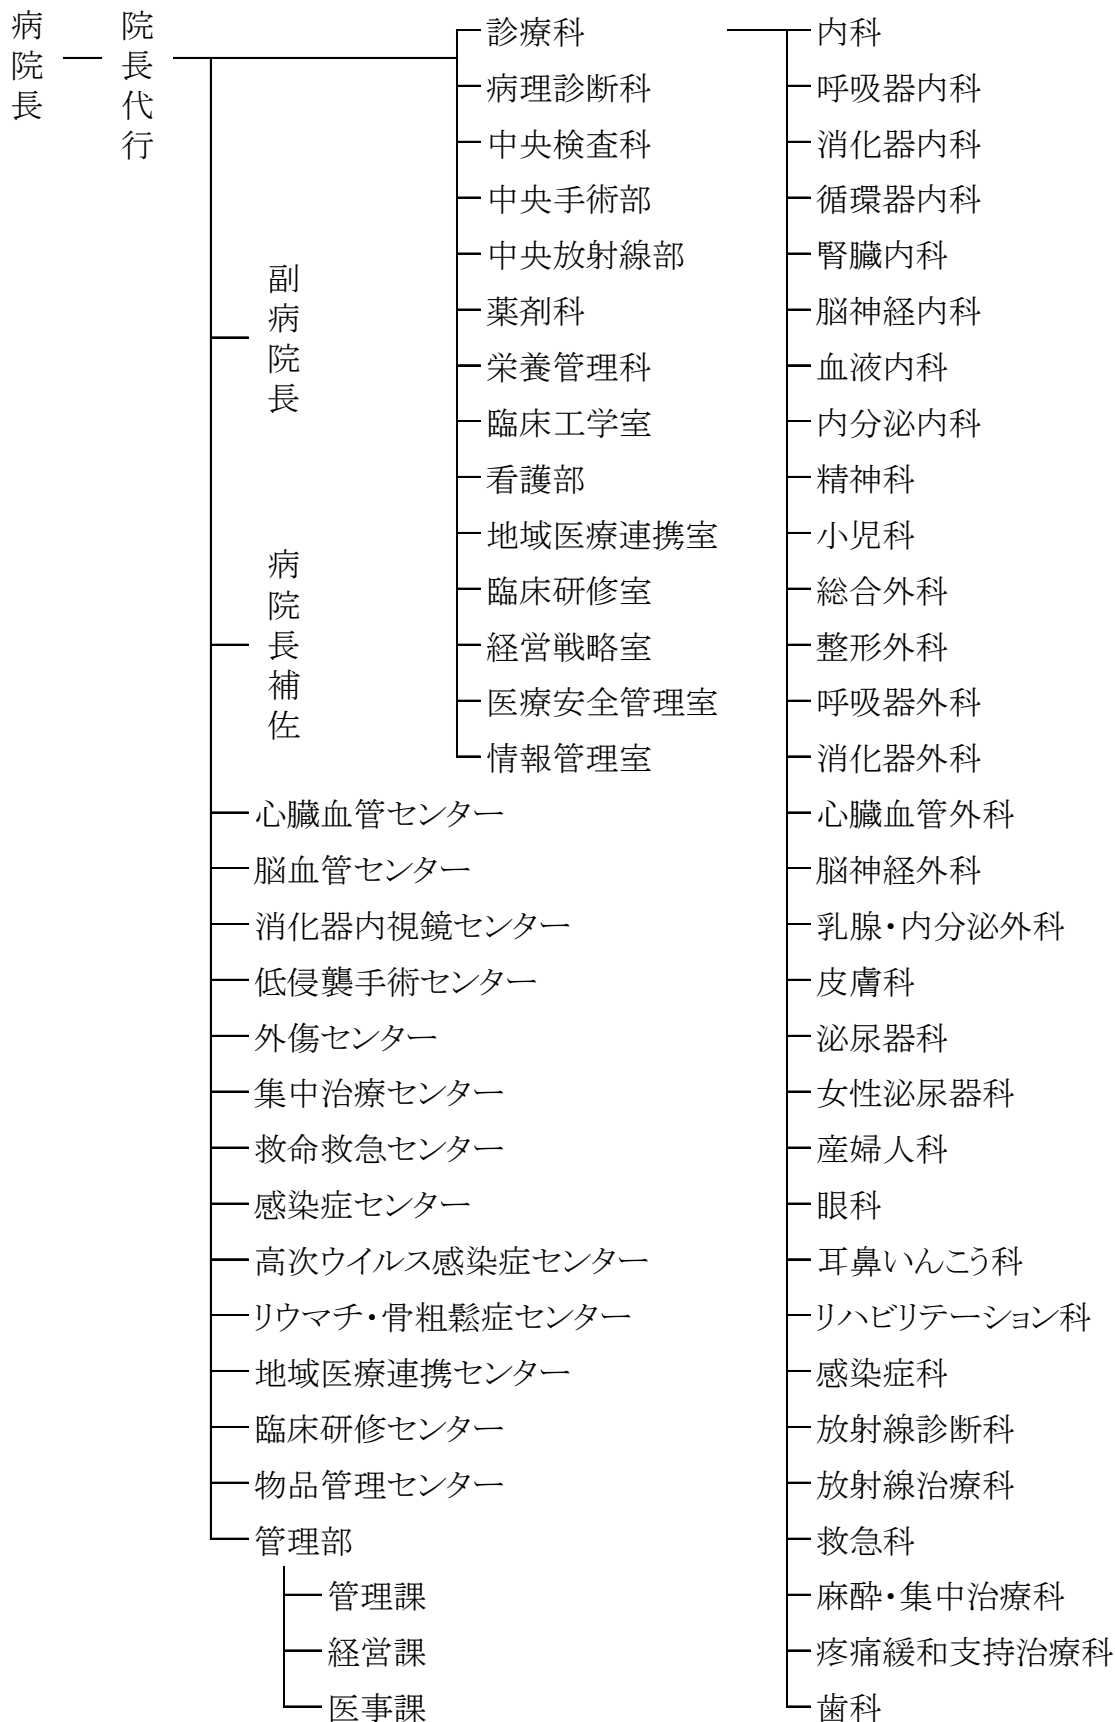 病院長
院長代行
副病院長
病院長補佐
心臓血管センター
脳血管センター
消化器内視鏡センター
低侵襲手術センター
外傷センター
集中治療センター
救命救急センター
感染症センター
高次ウイルス感染症センター
リウマチ・骨粗鬆症センター
地域医療連携センター
臨床研修センター
物品管理センター
管理部
管理課
経営課
医事課
診療科
病理診断科
中央検査科
中央手術部
中央放射線部
薬剤科
栄養管理科
臨床工学室
看護部
地域医療連携室
臨床研修室
経営戦略室
医療安全管理室
情報管理室
内科
呼吸器内科
消化器内科
循環器内科
腎臓内科
脳神経内科
血液内科
内分泌内科
精神科
小児科
総合外科
整形外科
呼吸器外科
消化器外科
心臓血管外科
脳神経外科
乳腺・内分泌外科
皮膚科
泌尿器科
女性泌尿器科
産婦人科
眼科
耳鼻いんこう科
リハビリテーション科
感染症科
放射線診断科
放射線治療科
救急科
麻酔・集中治療科
疼痛緩和支持治療科
歯科